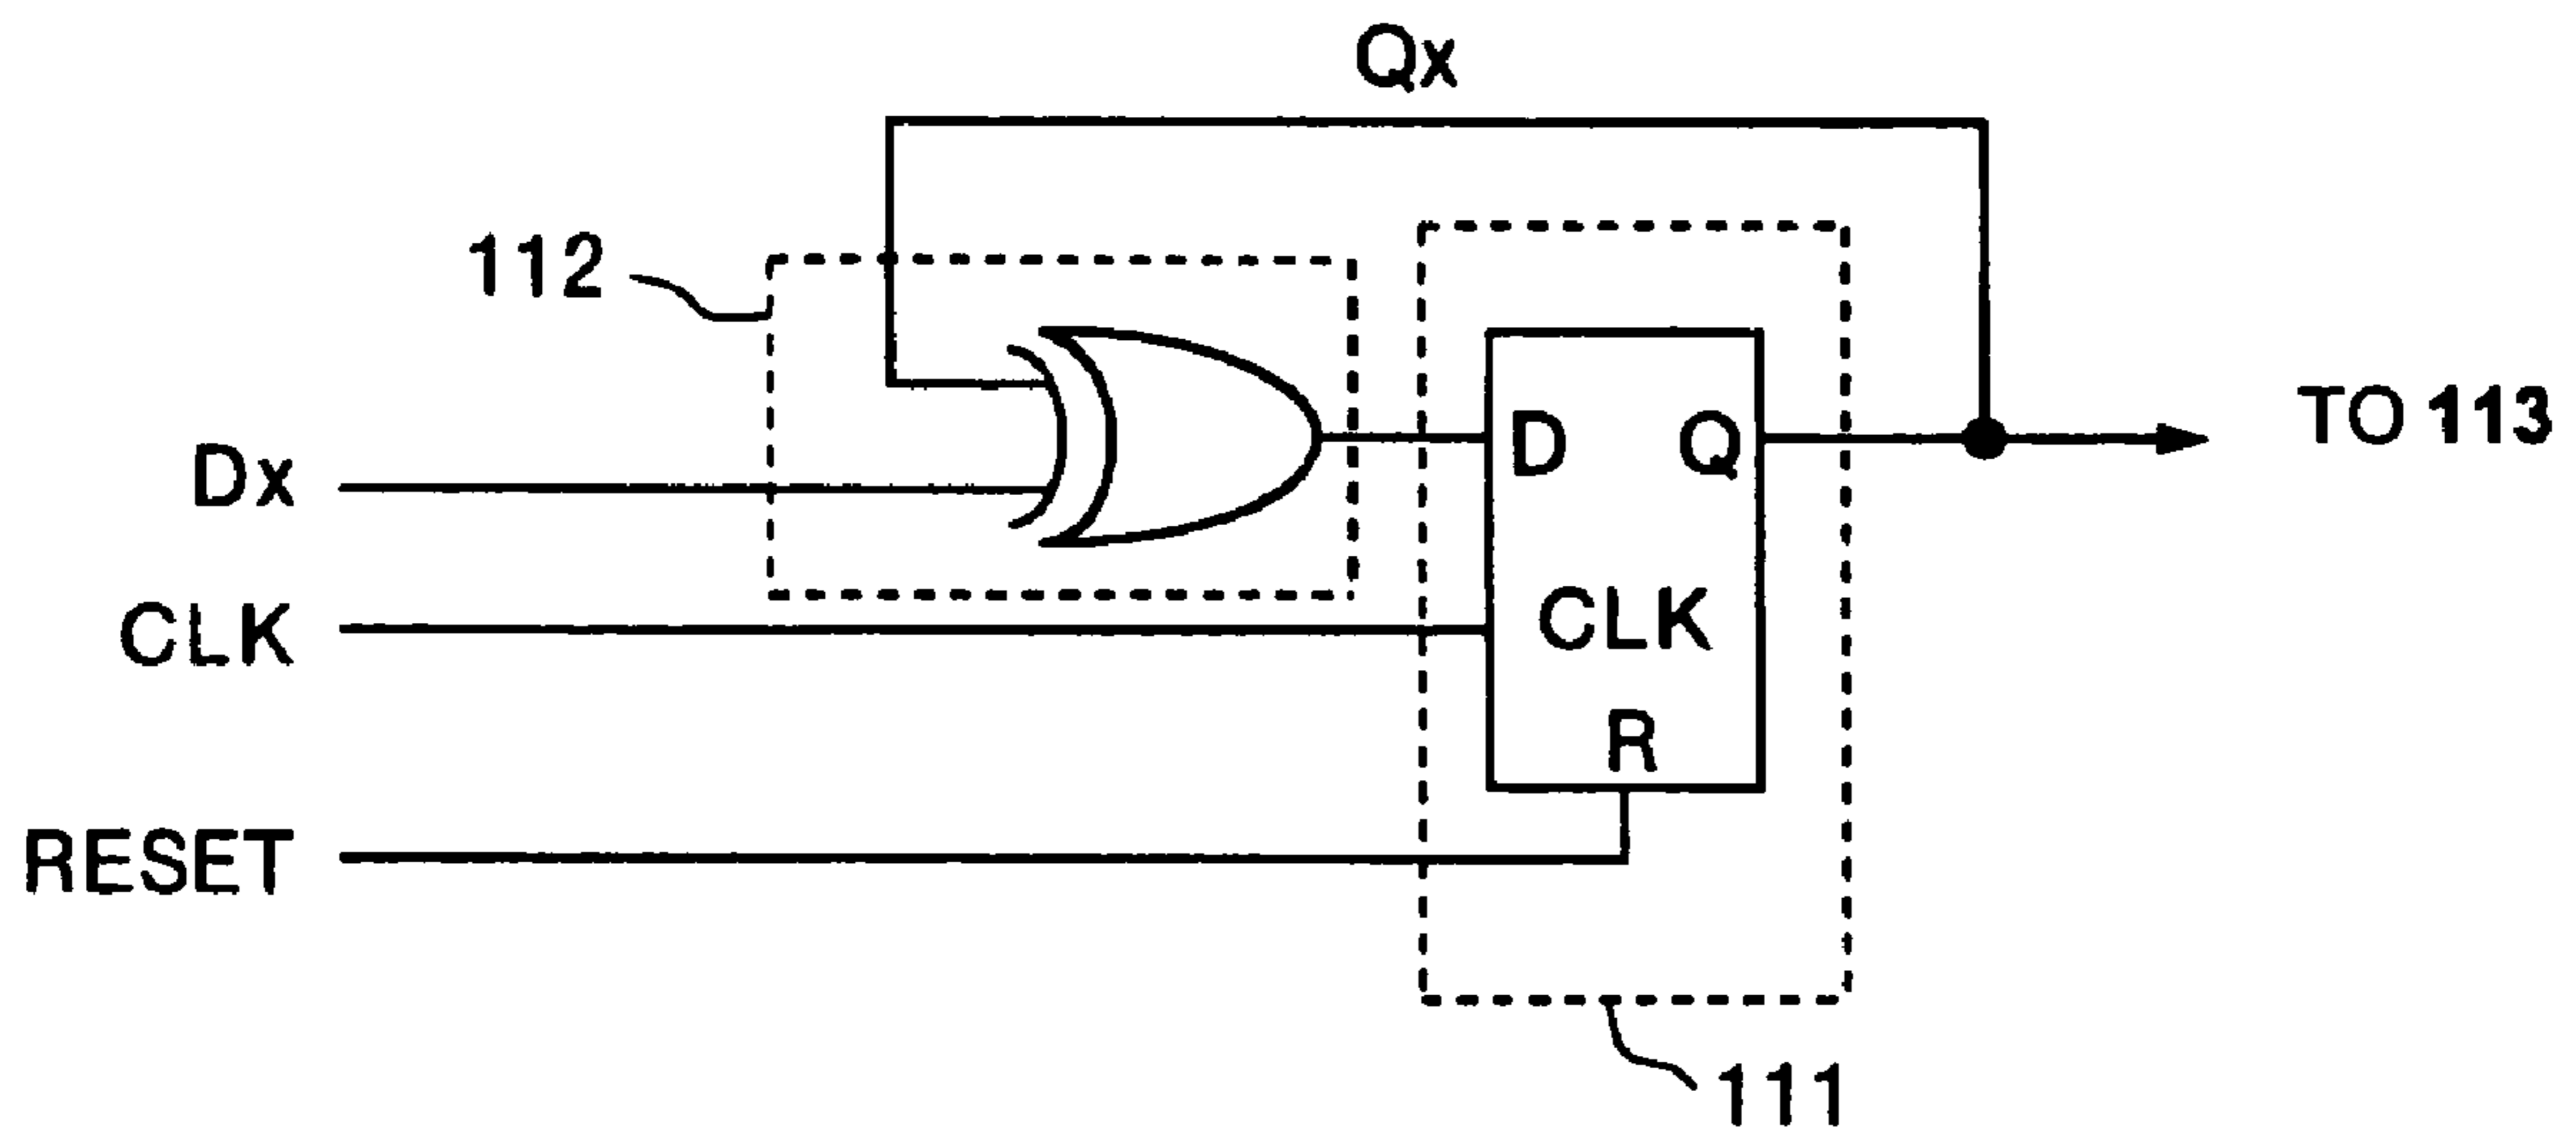 Qx
112
Dx
D Q
TO 113
CLK
CLK
R
RESET
111